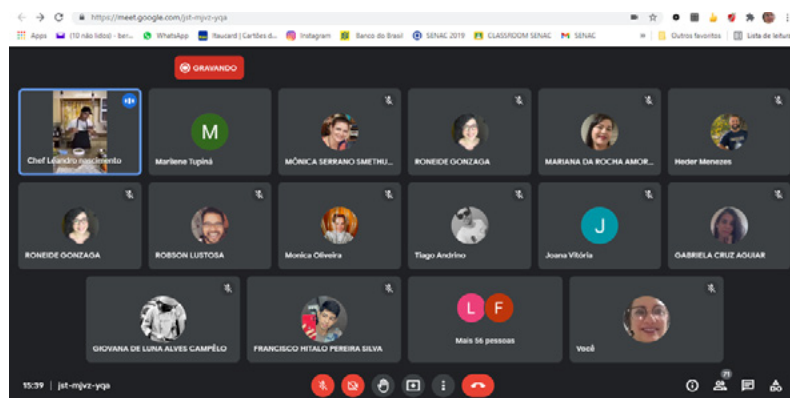 https://meet.google.com/jst-mjvz-yqa
Apps (10 não lidos) - ber... WhatsApp Itaucard | Cartões d... Instagram Banco do Brasil SENAC 2019 CLASSROOM SENAC SENAC » Outros favoritos Lista de leitura
GRAVANDO
Chef Leandro nascimento
M
Marilene Tupiná
MÔNICA SERRANO SMETHU...
RONEIDE GONZAGA
MARIANA DA ROCHA AMOR...
Heder Menezes
RONEIDE GONZAGA
ROBSON LUSTOSA
Monica Oliveira
Tiago Andrino
J
Joana Vitória
GABRIELA CRUZ AGUIAR
GIOVANA DE LUNA ALVES CAMPÊLO
FRANCISCO HITALO PEREIRA SILVA
L F
Mais 56 pessoas
Você
15:39 | jst-mjvz-yqa
71